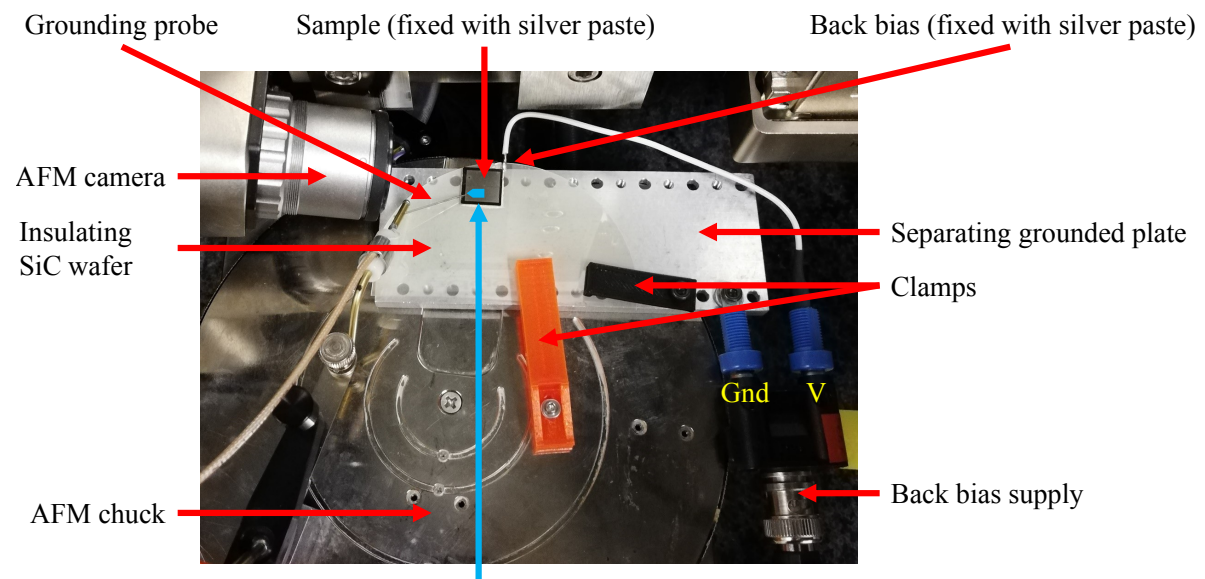 Grounding probe
Sample (fixed with silver paste)
Back bias (fixed with silver paste)
AFM camera
Insulating
SiC wafer
Separating grounded plate
Clamps
Gnd
V
Back bias supply
AFM chuck